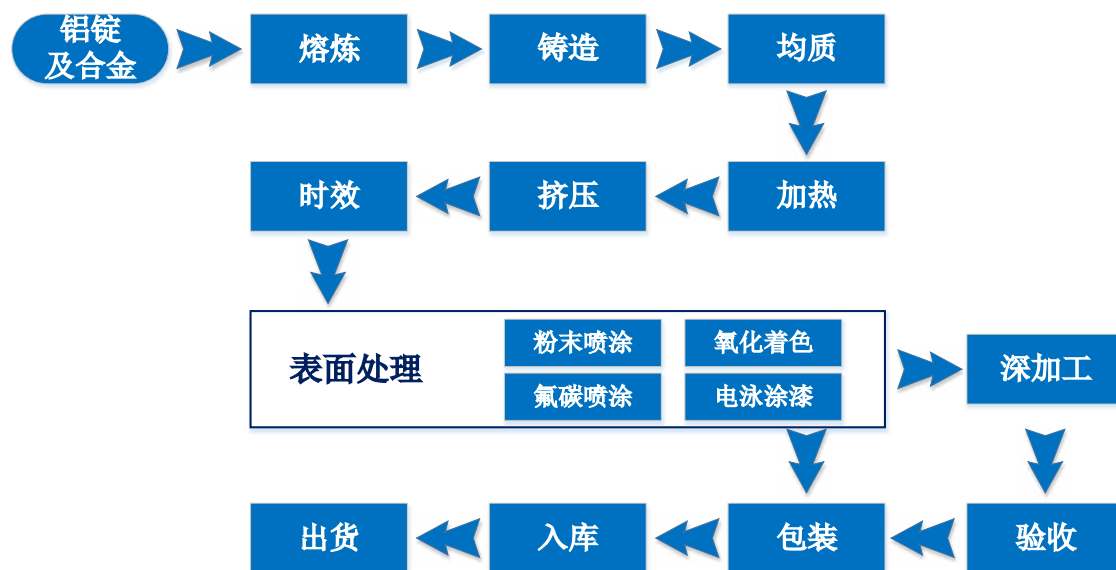 铝锭
及合金
熔炼
铸造
均质
时效
挤压
加热
表面处理
粉末喷涂
氧化着色
氟碳喷涂
电泳涂漆
深加工
出货
入库
包装
验收